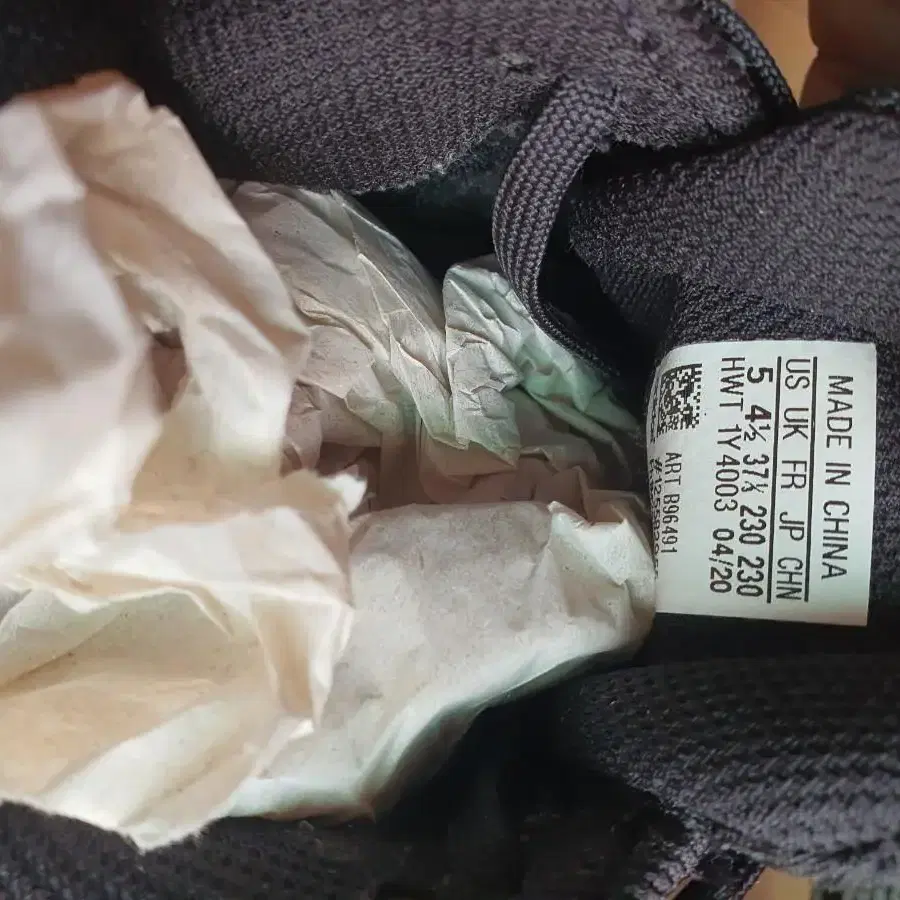 MADE IN CHINA
US UK FR JP CHN
5 4½ 37⅓ 230 230
HWT 1Y4003 04/20
ART B96491